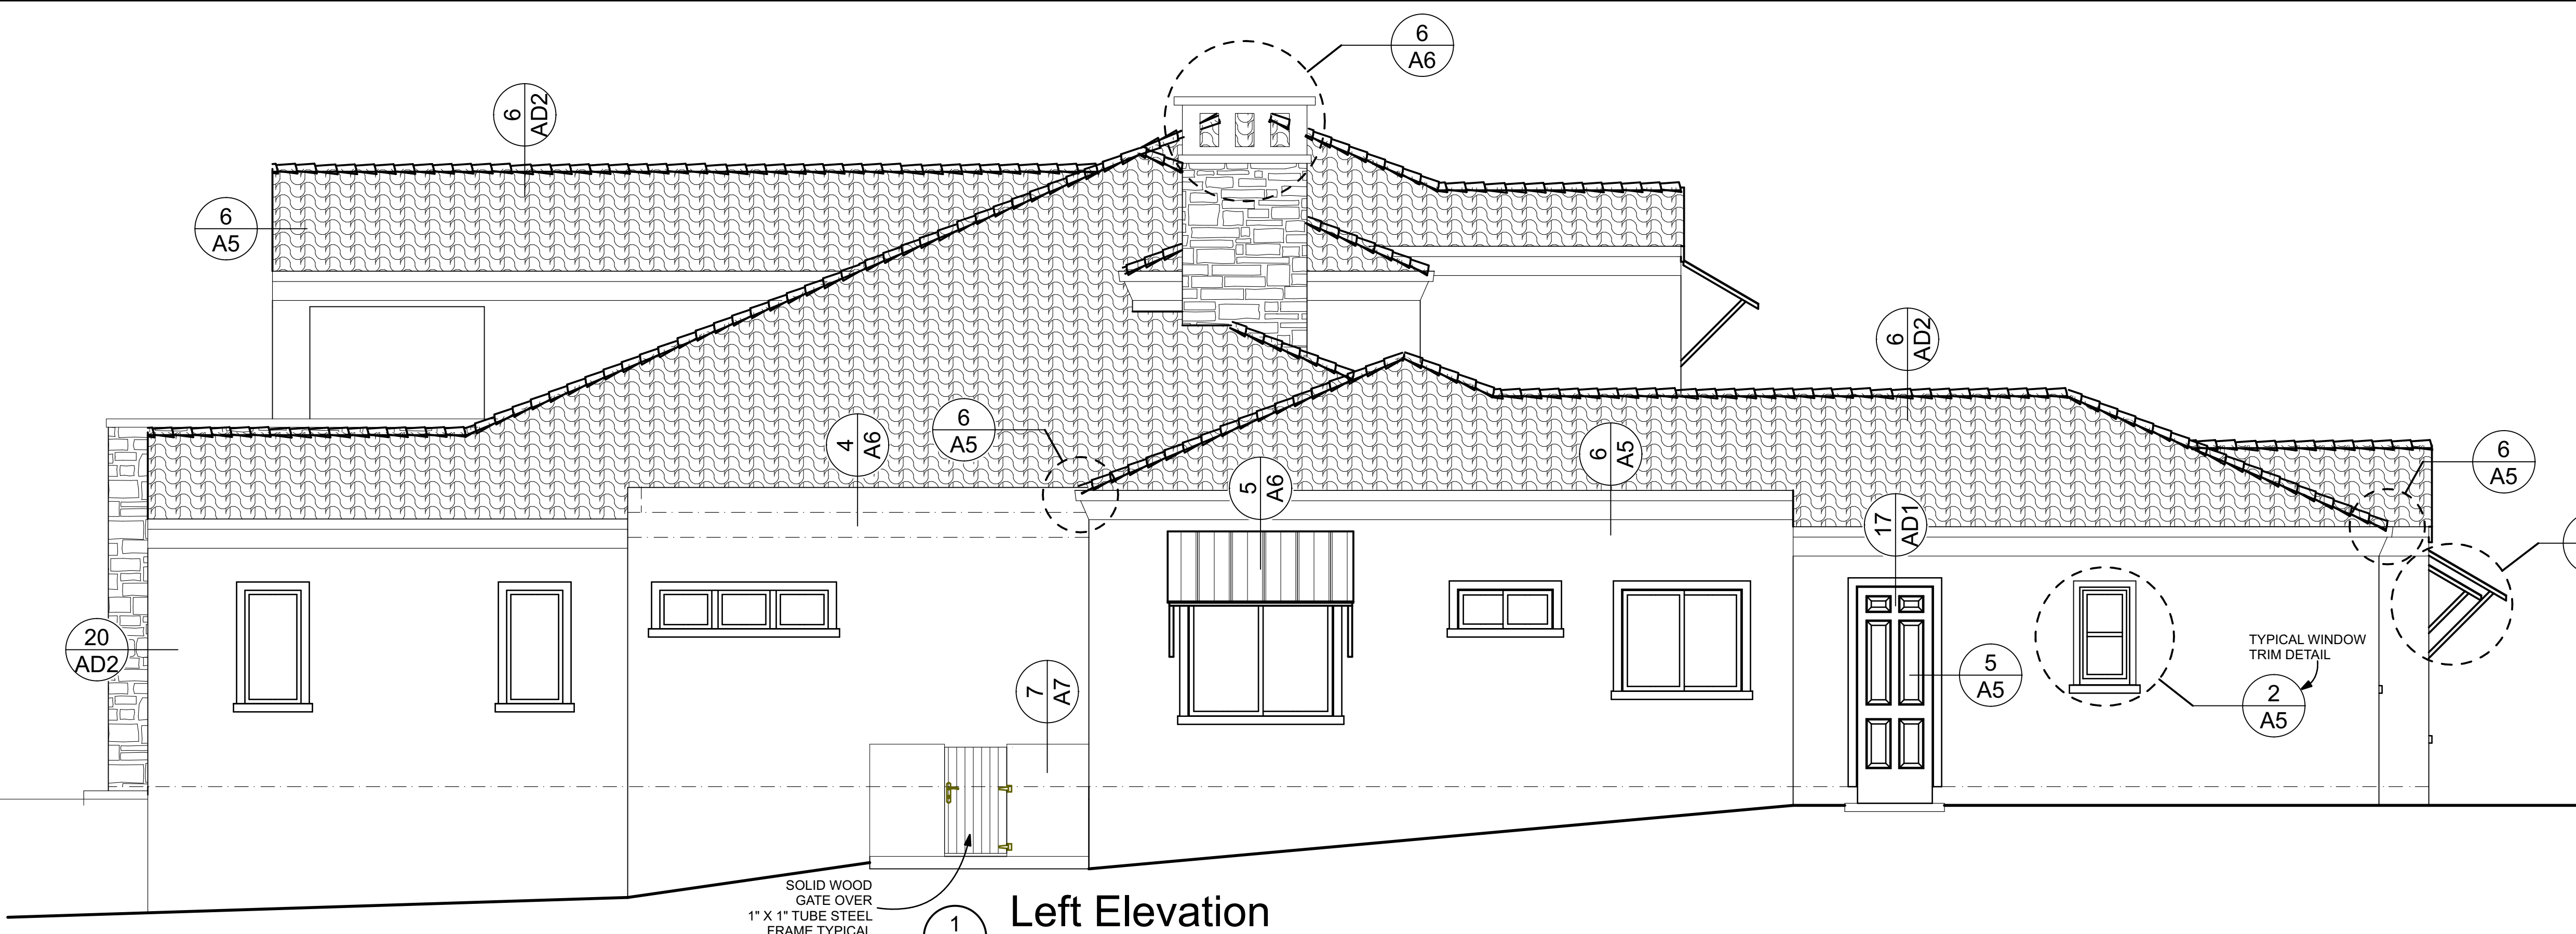 6
A6
6
AD2
6
A5
6
AD2
6
A5
4
A6
6
A5
5
A6
6
A5
17
AD1
20
AD2
7
A7
5
A5
TYPICAL WINDOW
TRIM DETAIL
2
A5
SOLID WOOD
GATE OVER
1" X 1" TUBE STEEL
FRAME TYPICAL
1
Left Elevation